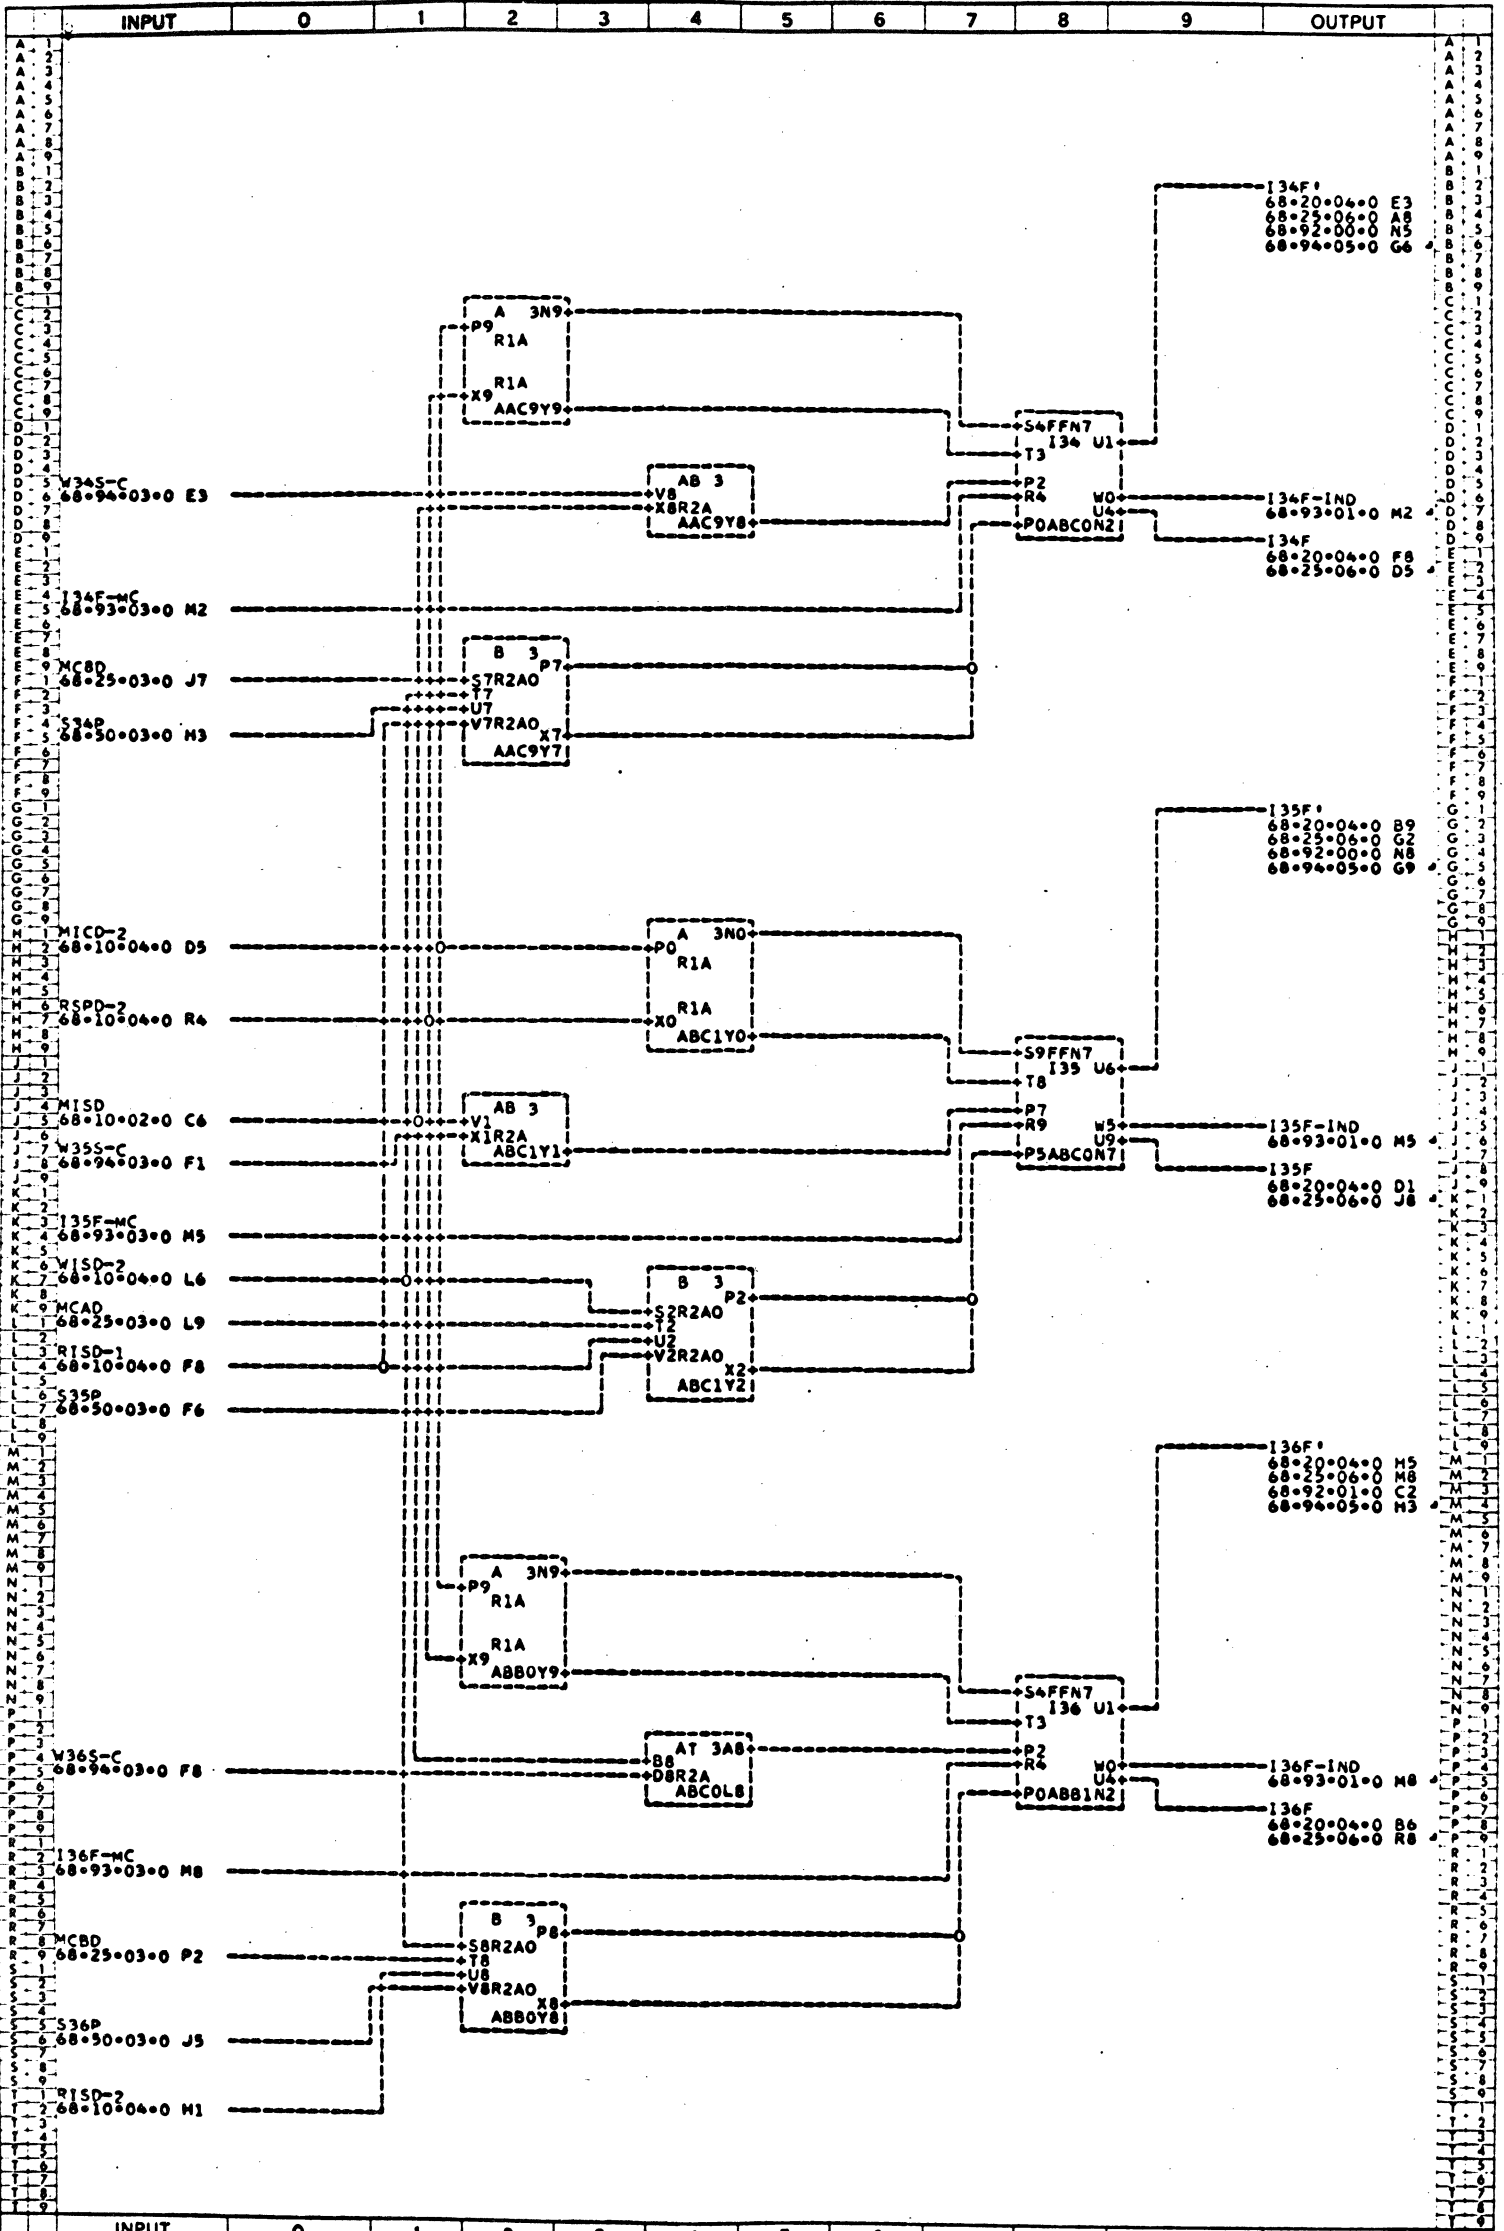 INPUT 0 1 2 3 4 5 6 7 8 9 OUTPUT
I34F'
68•20•04•0 E3
68•25•06•0 A8
68•92•00•0 N5
68•94•05•0 G6
A 3N9
P9
R1A
R1A
X9
AAC9Y9
S4FFN7
I34 U1
T3
P2
R4 W0
U4
P0ABC0N2
W34S-C
68•94•03•0 E3
AB 3
V8
X8R2A
AAC9Y8
I34F-IND
68•93•01•0 M2
I34F
68•20•04•0 F8
68•25•06•0 D5
I34F-MC
68•93•03•0 M2
MC8D
68•25•03•0 J7
B 3
P7
S7R2A0
T7
U7
V7R2A0
X7
AAC9Y7
S34P
68•50•03•0 H3
I35F'
68•20•04•0 B9
68•25•06•0 G2
68•92•00•0 N8
68•94•05•0 G9
MICD-2
68•10•04•0 D5
A 3N0
P0
R1A
R1A
X0
ABC1Y0
RSPD-2
68•10•04•0 R4
S9FFN7
I35 U6
T8
P7
R9 W5
U9
P5ABC0N7
MISD
68•10•02•0 C6
AB 3
V1
X1R2A
ABC1Y1
W35S-C
68•94•03•0 F1
I35F-IND
68•93•01•0 M5
I35F
68•20•04•0 D1
68•25•06•0 J8
I35F-MC
68•93•03•0 M5
WISD-2
68•10•04•0 L6
MCAD
68•25•03•0 L9
B 3
P2
S2R2A0
T2
U2
V2R2A0
X2
ABC1Y2
RISD-1
68•10•04•0 F8
S35P
68•50•03•0 F6
I36F'
68•20•04•0 H5
68•25•06•0 M8
68•92•01•0 C2
68•94•05•0 H3
A 3N9
P9
R1A
R1A
X9
ABB0Y9
S4FFN7
I36 U1
T3
P2
R4 W0
U4
P0ABB1N2
W36S-C
68•94•03•0 F8
AT 3A8
B8
D8R2A
ABC0L8
I36F-IND
68•93•01•0 M8
I36F
68•20•04•0 B6
68•25•06•0 R8
I36F-MC
68•93•03•0 M8
MCBD
68•25•03•0 P2
B 3
P8
S8R2A0
T8
U8
V8R2A0
X8
ABB0Y8
S36P
68•50•03•0 J5
RISD-2
68•10•04•0 H1
INPUT